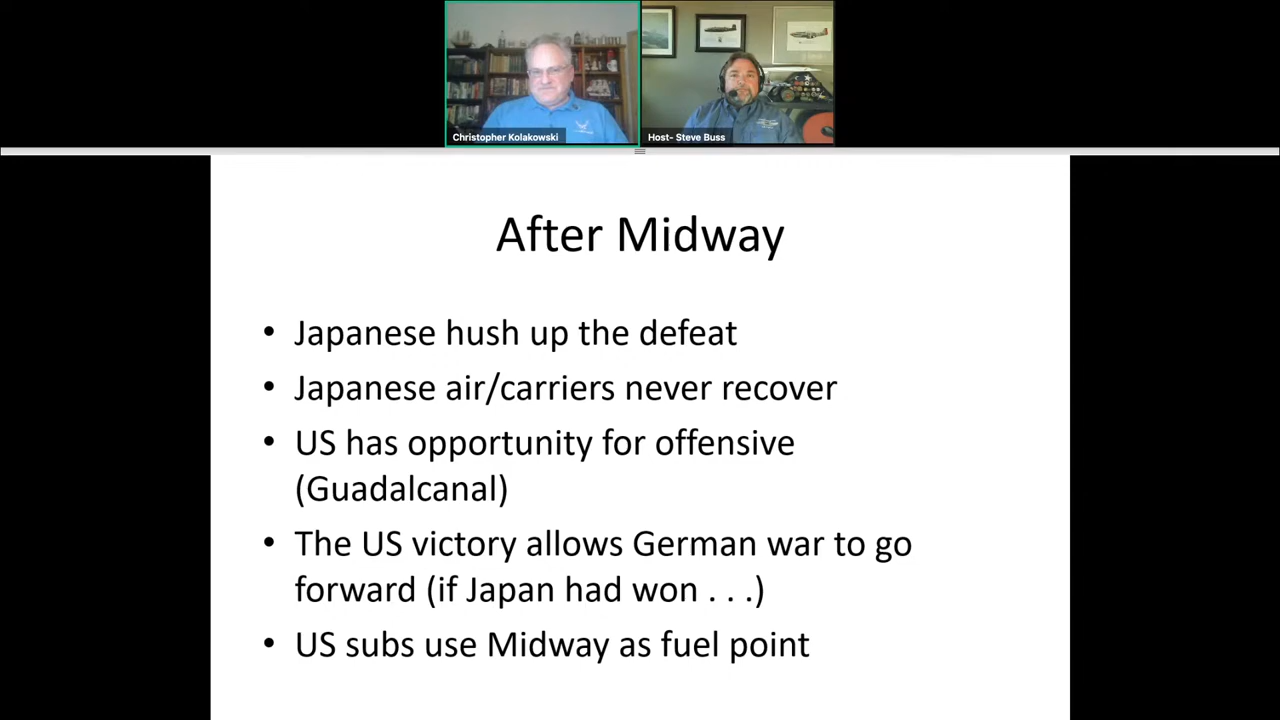 Christopher Kolakowski
Host- Steve Buss
After Midway
• Japanese hush up the defeat
• Japanese air/carriers never recover
• US has opportunity for offensive
(Guadalcanal)
• The US victory allows German war to go
forward (if Japan had won . . .)
• US subs use Midway as fuel point